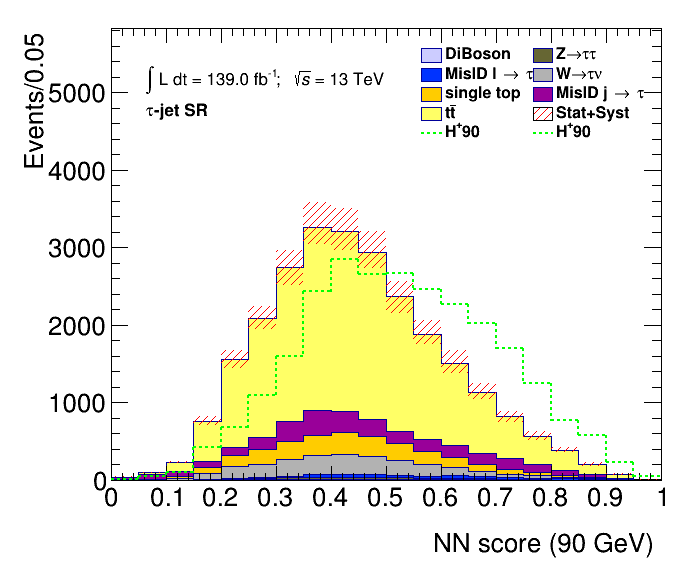 Events/0.05
∫ L dt = 139.0 fb⁻¹; √s = 13 TeV
τ-jet SR
DiBoson Z→ττ
MisID l → τ W→τν
single top MisID j → τ
tt̄ Stat+Syst
H⁺90 H⁺90
5000
4000
3000
2000
1000
0
0 0.1 0.2 0.3 0.4 0.5 0.6 0.7 0.8 0.9 1
NN score (90 GeV)